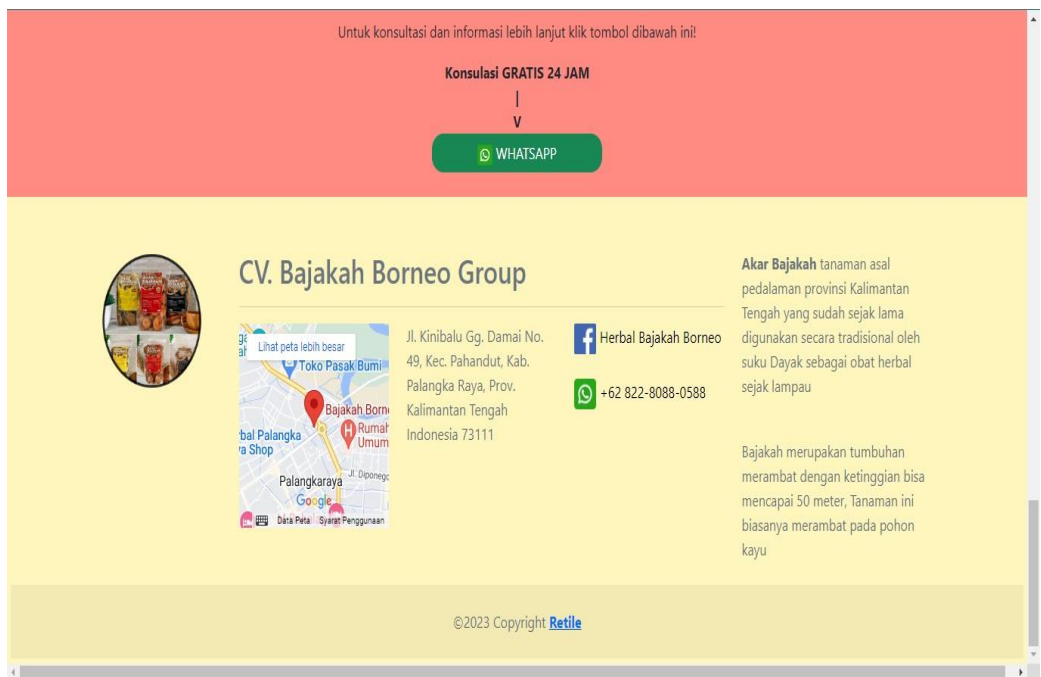 Untuk konsultasi dan informasi lebih lanjut klik tombol dibawah ini!
Konsulasi GRATIS 24 JAM
|
V
WHATSAPP
CV. Bajakah Borneo Group
Lihat peta lebih besar
Toko Pasak Bumi
Bajakah Born
Rumah
Umum
bal Palangka
a Shop
Jl. Diponego
Palangkaraya
Google
Data Peta Syarat Penggunaan
Jl. Kinibalu Gg. Damai No.
49, Kec. Pahandut, Kab.
Palangka Raya, Prov.
Kalimantan Tengah
Indonesia 73111
Herbal Bajakah Borneo
+62 822-8088-0588
Akar Bajakah tanaman asal
pedalaman provinsi Kalimantan
Tengah yang sudah sejak lama
digunakan secara tradisional oleh
suku Dayak sebagai obat herbal
sejak lampau
Bajakah merupakan tumbuhan
merambat dengan ketinggian bisa
mencapai 50 meter, Tanaman ini
biasanya merambat pada pohon
kayu
©2023 Copyright Retile